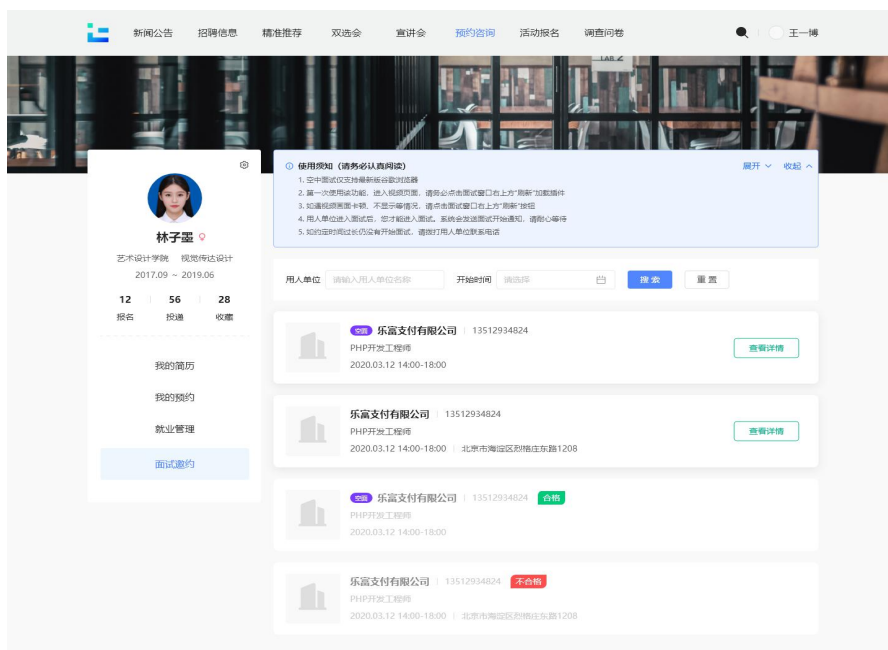 新闻公告 招聘信息 精准推荐 双选会 宣讲会 预约咨询 活动报名 调查问卷 王一博
LAB 2
使用须知（请务必认真阅读） 展开 收起
1. 空中面试仅支持最新版谷歌浏览器
2. 第一次使用该功能，进入视频页面，请务必点击面试窗口右上方"刷新"加载插件
3. 如遇视频画面卡顿、不显示等情况，请点击面试窗口右上方"刷新"按钮
4. 用人单位进入面试后，您才能进入面试。系统会发送面试开始通知，请耐心等待
5. 如约定时间过长仍没有开始面试，请拨打用人单位联系电话
林子墨
艺术设计学院 视觉传达设计
2017.09 ~ 2019.06
12 56 28
报名 投递 收藏
我的简历
我的预约
就业管理
面试邀约
用人单位 请输入用人单位名称 开始时间 请选择 搜索 重置
空面 乐富支付有限公司 13512934824
PHP开发工程师
2020.03.12 14:00-18:00
查看详情
乐富支付有限公司 13512934824
PHP开发工程师
2020.03.12 14:00-18:00 北京市海淀区烈格庄东路1208
查看详情
空面 乐富支付有限公司 13512934824 合格
PHP开发工程师
2020.03.12 14:00-18:00
乐富支付有限公司 13512934824 不合格
PHP开发工程师
2020.03.12 14:00-18:00 北京市海淀区烈格庄东路1208